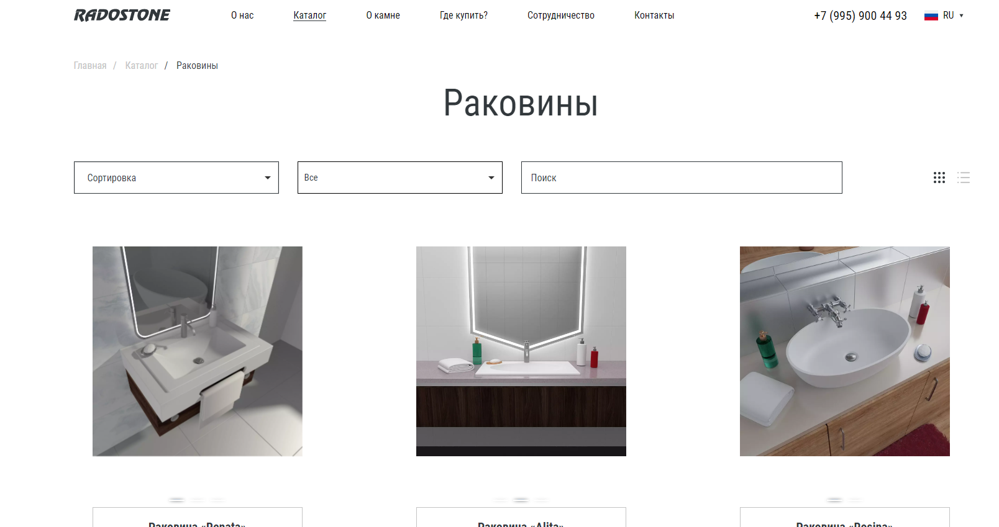 RADOSTONE
О нас
Каталог
О камне
Где купить?
Сотрудничество
Контакты
+7 (995) 900 44 93
RU
Главная / Каталог / Раковины
Раковины
Сортировка
Все
Поиск
Раковина «Renata»
Раковина «Alita»
Раковина «Rosina»